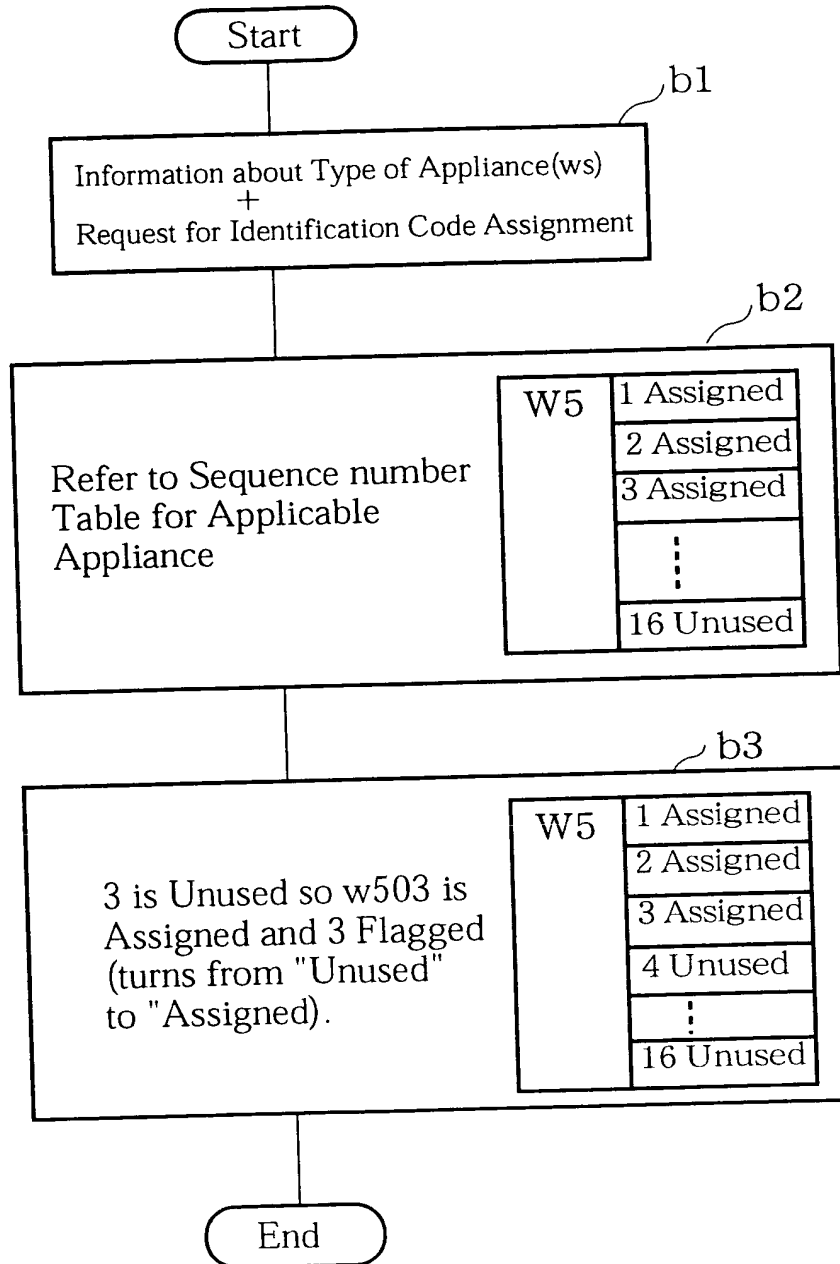 Start
b1
Information about Type of Appliance(ws)
+
Request for Identification Code Assignment
b2
Refer to Sequence number
Table for Applicable
Appliance
W5
1 Assigned
2 Assigned
3 Assigned
16 Unused
b3
3 is Unused so w503 is
Assigned and 3 Flagged
(turns from "Unused"
to "Assigned).
W5
1 Assigned
2 Assigned
3 Assigned
4 Unused
16 Unused
End